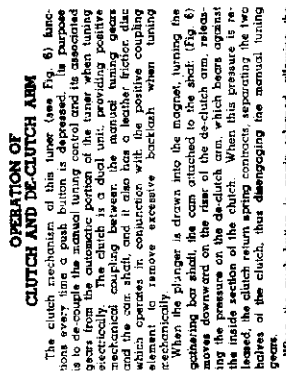 OPERATION OF
CLUTCH AND DE-CLUTCH ARM
The clutch mechanism of this tuner (see Fig. 6) func-
tions every time a push button is depressed. Its purpose
is to de-couple the manual tuning control and its associated
gears from the automatic portion of the tuner when tuning
electrically. The clutch is a dual unit, providing positive
mechanical coupling between the manual tuning gears
and the cam shaft, and it also has a leather friction disc
which operates in conjunction with the positive coupling
element to remove excessive backlash when tuning
mechanically.
When the plunger is drawn into the magnet, turning the
gathering bar shaft, the cam attached to the shaft (Fig. 6)
moves downward on the riser of the de-clutch arm, releas-
ing the pressure on the de-clutch arm, which bears against
the inside section of the clutch. When this pressure is re-
leased, the clutch return spring contracts, separating the two
halves of the clutch, thus disengaging the manual tuning
gears.